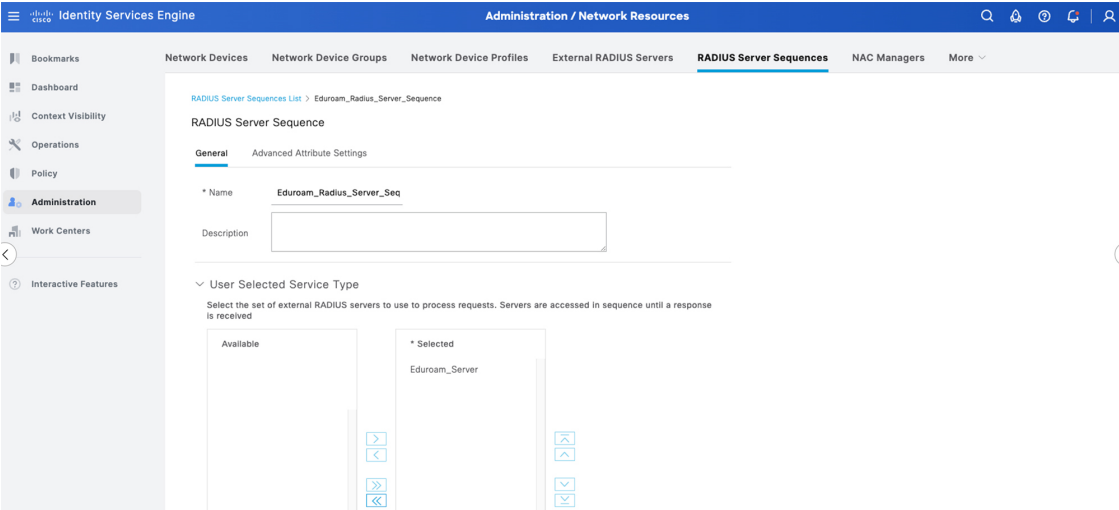 cisco Identity Services Engine
Administration / Network Resources
Bookmarks
Dashboard
Context Visibility
Operations
Policy
Administration
Work Centers
Interactive Features
Network Devices
Network Device Groups
Network Device Profiles
External RADIUS Servers
RADIUS Server Sequences
NAC Managers
More
RADIUS Server Sequences List > Eduroam_Radius_Server_Sequence
RADIUS Server Sequence
General
Advanced Attribute Settings
* Name
Eduroam_Radius_Server_Seq
Description
User Selected Service Type
Select the set of external RADIUS servers to use to process requests. Servers are accessed in sequence until a response
is received
Available
* Selected
Eduroam_Server